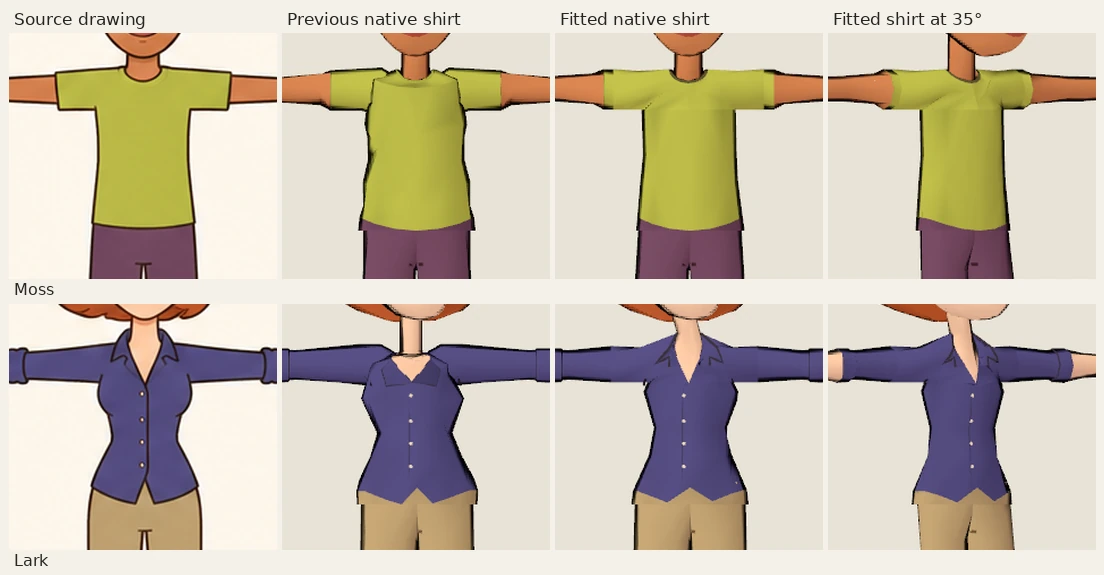 Source drawing
Previous native shirt
Fitted native shirt
Fitted shirt at 35°
Moss
Lark